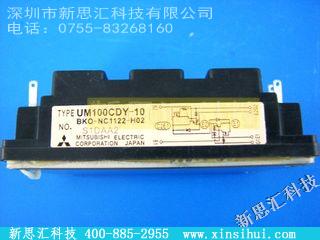 深圳市新思汇科技有限公司
电话：0755-83268160
TYPE UM100CDY-10
BKO-NC1122-H02
NO. S1DAA2
MITSUBISHI ELECTRIC
CORPORATION JAPAN
新思汇科技
新思汇科技 400-885-2955 http://www.xinsihui.com